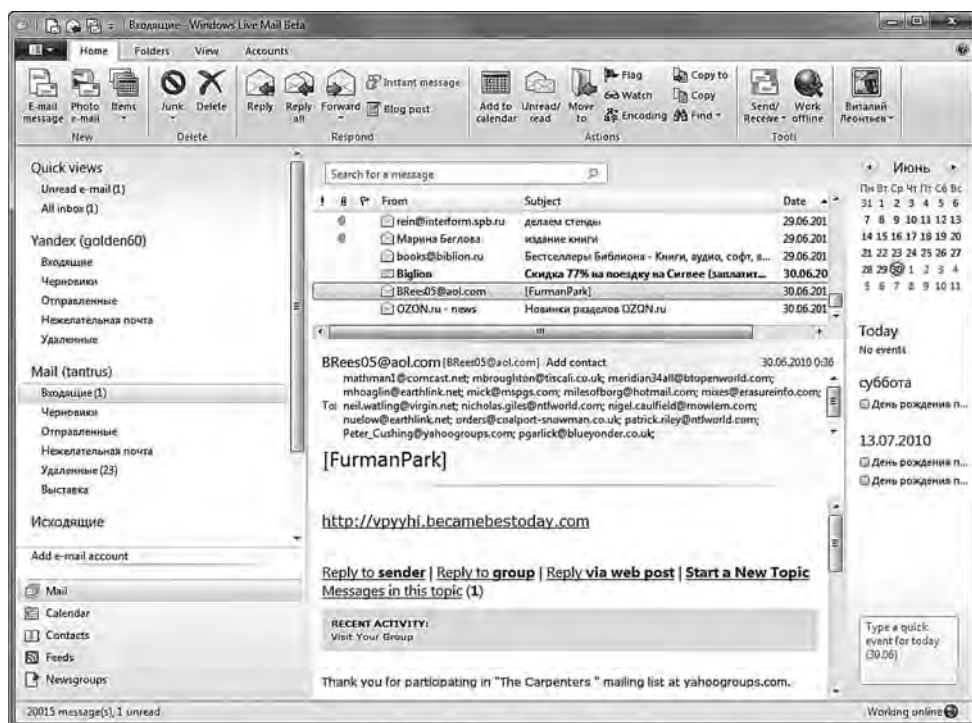 Входящие - Windows Live Mail Beta
Home Folders View Accounts
E-mail message
Photo e-mail
Items
New
Junk
Delete
Delete
Reply
Reply all
Forward
Instant message
Blog post
Respond
Add to calendar
Unread/read
Move to
Flag
Watch
Encoding
Copy to
Copy
Find
Actions
Send/Receive
Work offline
Tools
Виталий Леонтьев
Quick views
Unread e-mail (1)
All inbox (1)
Yandex (golden60)
Входящие
Черновики
Отправленные
Нежелательная почта
Удаленные
Mail (tantrus)
Входящие (1)
Черновики
Отправленные
Нежелательная почта
Удаленные (23)
Выставка
Исходящие
Add e-mail account
Mail
Calendar
Contacts
Feeds
Newsgroups
Search for a message
! From Subject Date
rein@interform.spb.ru делаем стенды 29.06.201
Марина Беглова издание книги 29.06.201
books@biblion.ru Бестселлеры Библиона - Книги, аудио, софт, в... 29.06.201
Biglion Скидка 77% на поездку на Сигвее (заплатит... 30.06.20
BRees05@aol.com [FurmanPark] 30.06.201
OZON.ru - news Новинки разделов OZON.ru 30.06.201
BRees05@aol.com [BRees05@aol.com] Add contact 30.06.2010 0:36
mathman1@comcast.net; mbroughton@tiscali.co.uk; meridian34all@btopenworld.com;
mhoaglin@earthlink.net; mick@mspgs.com; milesofborg@hotmail.com; mixes@erasureinfo.com;
To: neil.watling@virgin.net; nicholas.giles@ntlworld.com; nigel.caulfield@mowlem.com;
nuelow@earthlink.net; orders@coalport-snowman.co.uk; patrick.riley@ntlworld.com;
Peter_Cushing@yahoogroups.com; pgarlick@blueyonder.co.uk;
[FurmanPark]
http://vpyyhi.becamebestoday.com
Reply to sender | Reply to group | Reply via web post | Start a New Topic
Messages in this topic (1)
RECENT ACTIVITY:
Visit Your Group
Thank you for participating in "The Carpenters " mailing list at yahoogroups.com.
Июнь
Пн Вт Ср Чт Пт Сб Вс
31 1 2 3 4 5 6
7 8 9 10 11 12 13
14 15 16 17 18 19 20
21 22 23 24 25 26 27
28 29 30 1 2 3 4
5 6 7 8 9 10 11
Today
No events
суббота
День рождения п...
13.07.2010
День рождения п...
День рождения п...
Type a quick
event for today
(30.06)
20015 message(s), 1 unread
Working online